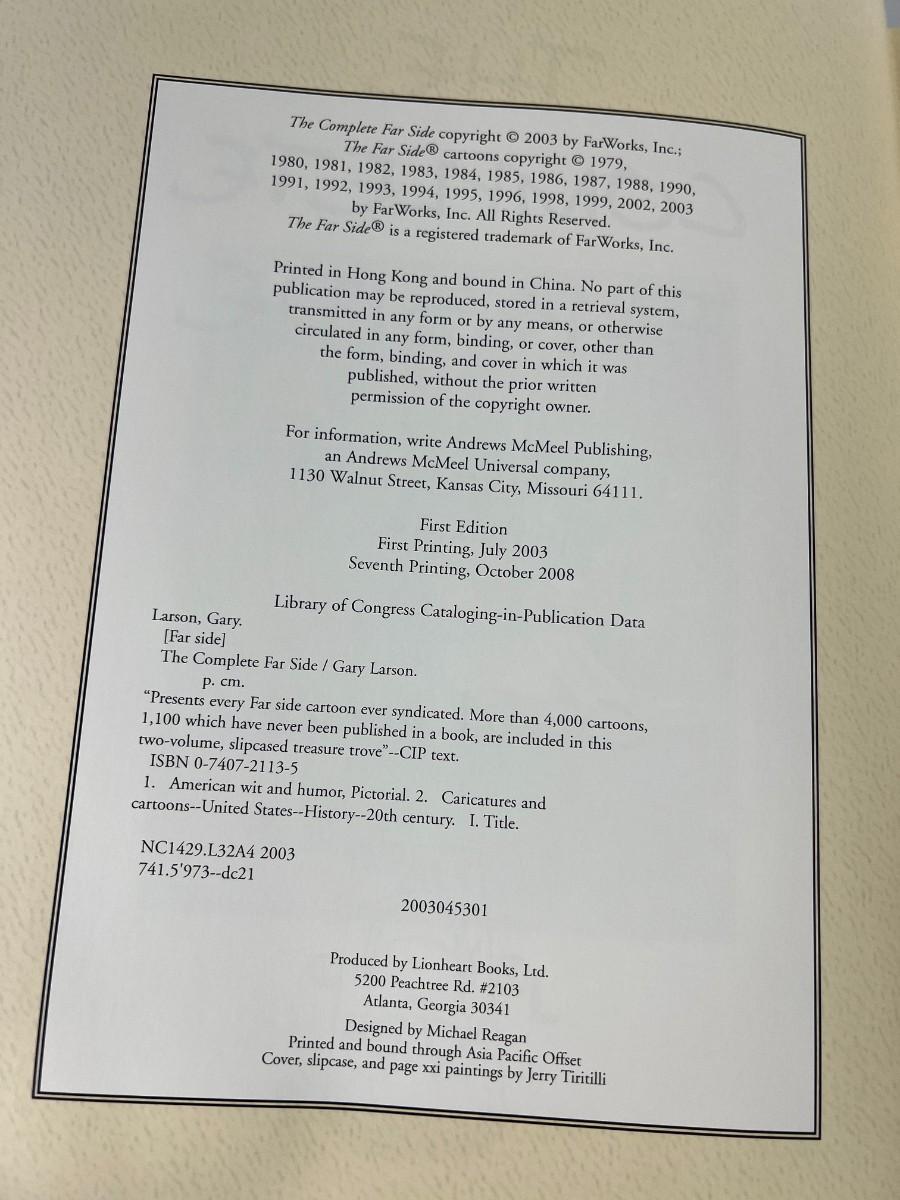 The Complete Far Side copyright © 2003 by FarWorks, Inc.;
The Far Side® cartoons copyright © 1979,
1980, 1981, 1982, 1983, 1984, 1985, 1986, 1987, 1988, 1990,
1991, 1992, 1993, 1994, 1995, 1996, 1998, 1999, 2002, 2003
by FarWorks, Inc. All Rights Reserved.
The Far Side® is a registered trademark of FarWorks, Inc.
Printed in Hong Kong and bound in China. No part of this
publication may be reproduced, stored in a retrieval system,
transmitted in any form or by any means, or otherwise
circulated in any form, binding, or cover, other than
the form, binding, and cover in which it was
published, without the prior written
permission of the copyright owner.
For information, write Andrews McMeel Publishing,
an Andrews McMeel Universal company,
1130 Walnut Street, Kansas City, Missouri 64111.
First Edition
First Printing, July 2003
Seventh Printing, October 2008
Library of Congress Cataloging-in-Publication Data
Larson, Gary.
[Far side]
The Complete Far Side / Gary Larson.
p. cm.
“Presents every Far side cartoon ever syndicated. More than 4,000 cartoons,
1,100 which have never been published in a book, are included in this
two-volume, slipcased treasure trove”--CIP text.
ISBN 0-7407-2113-5
1. American wit and humor, Pictorial. 2. Caricatures and
cartoons--United States--History--20th century. I. Title.
NC1429.L32A4 2003
741.5'973--dc21
2003045301
Produced by Lionheart Books, Ltd.
5200 Peachtree Rd. #2103
Atlanta, Georgia 30341
Designed by Michael Reagan
Printed and bound through Asia Pacific Offset
Cover, slipcase, and page xxi paintings by Jerry Tiritilli